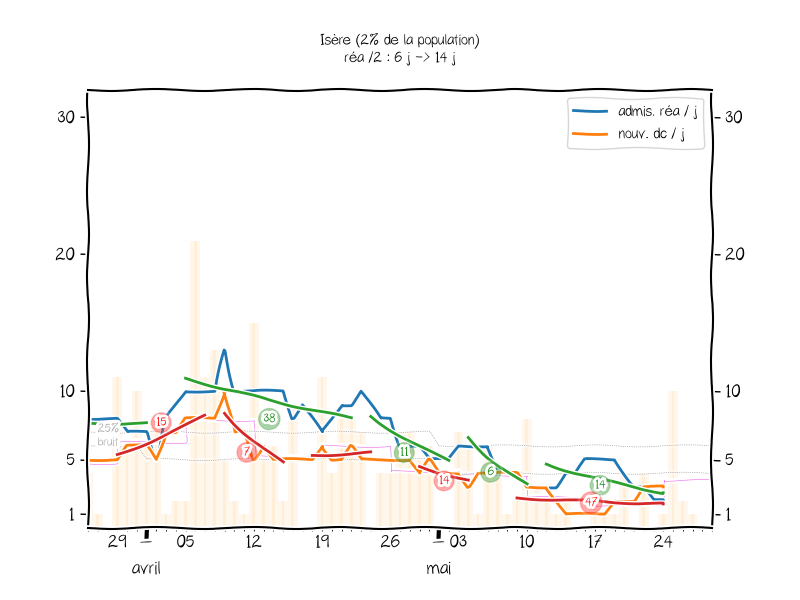 Isère (2% de la population)
réa /2 : 6 j -> 14 j
admis. réa / j
nouv. dc / j
30 30
20 20
10 10
5 5
1 1
25%
bruit
15
38
7
11
14
6
14
47
29 05 12 19 26 03 10 17 24
avril mai